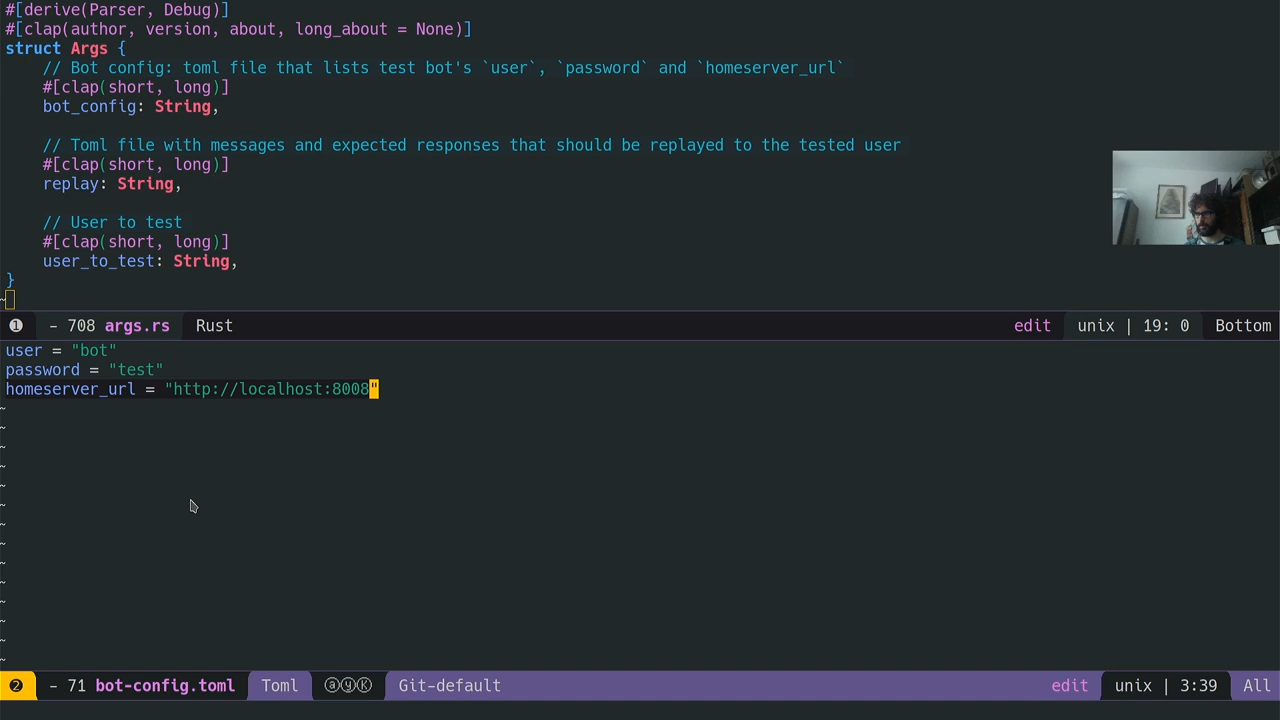 #[derive(Parser, Debug)]
#[clap(author, version, about, long_about = None)]
struct Args {
    // Bot config: toml file that lists test bot's `user`, `password` and `homeserver_url`
    #[clap(short, long)]
    bot_config: String,

    // Toml file with messages and expected responses that should be replayed to the tested user
    #[clap(short, long)]
    replay: String,

    // User to test
    #[clap(short, long)]
    user_to_test: String,
}
~
❶ - 708 args.rs Rust edit unix | 19: 0 Bottom
user = "bot"
password = "test"
homeserver_url = "http://localhost:8008"
~
~
~
~
~
~
~
~
~
~
~
~
~
~
❷ - 71 bot-config.toml Toml ⓐⓨⓀ Git-default edit unix | 3:39 All